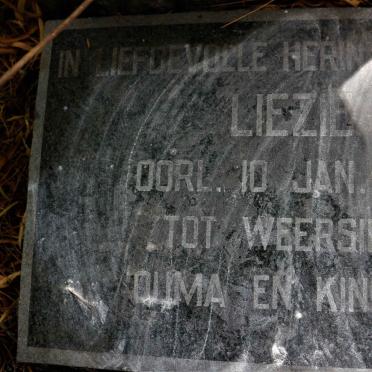 IN LIEFDEVOLLE HERIN
LIEZIE
OORL. 10 JAN.
TOT WEERSI
OUMA EN KIN